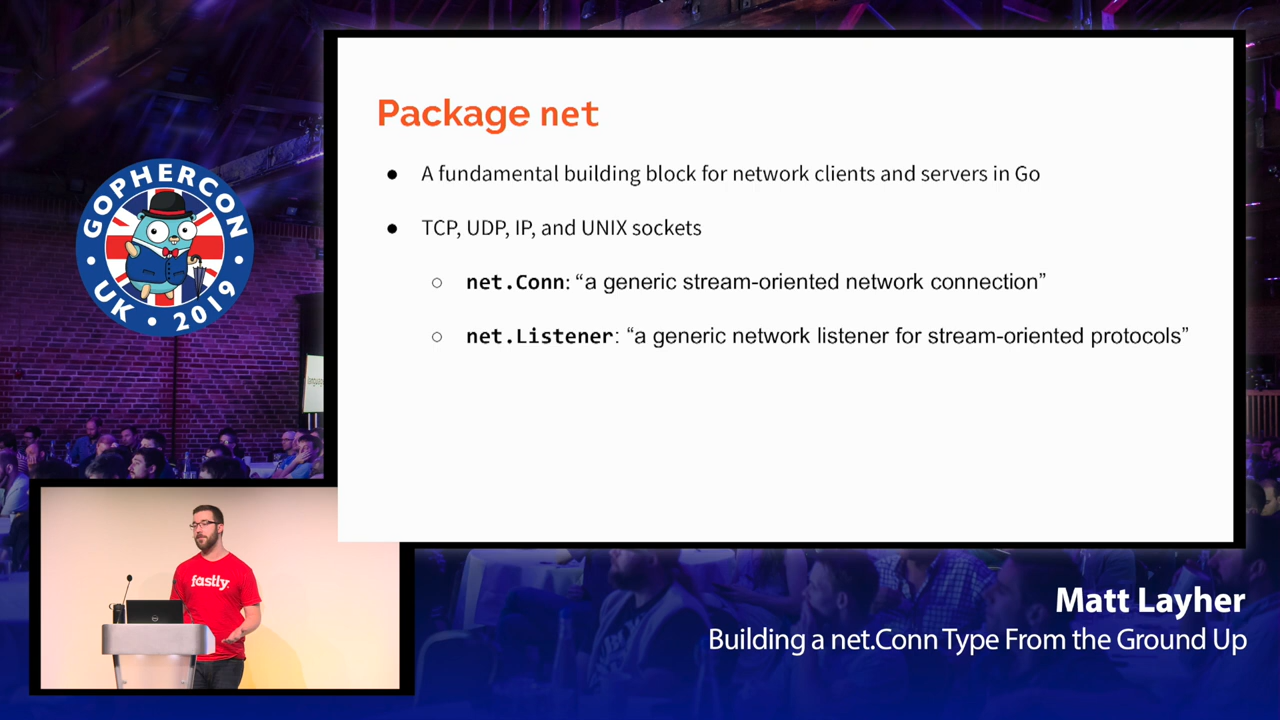 Package net
● A fundamental building block for network clients and servers in Go
● TCP, UDP, IP, and UNIX sockets
○ net.Conn: “a generic stream-oriented network connection”
○ net.Listener: “a generic network listener for stream-oriented protocols”
GOPHERCON
UK • 2019
fastly
Matt Layher
Building a net.Conn Type From the Ground Up